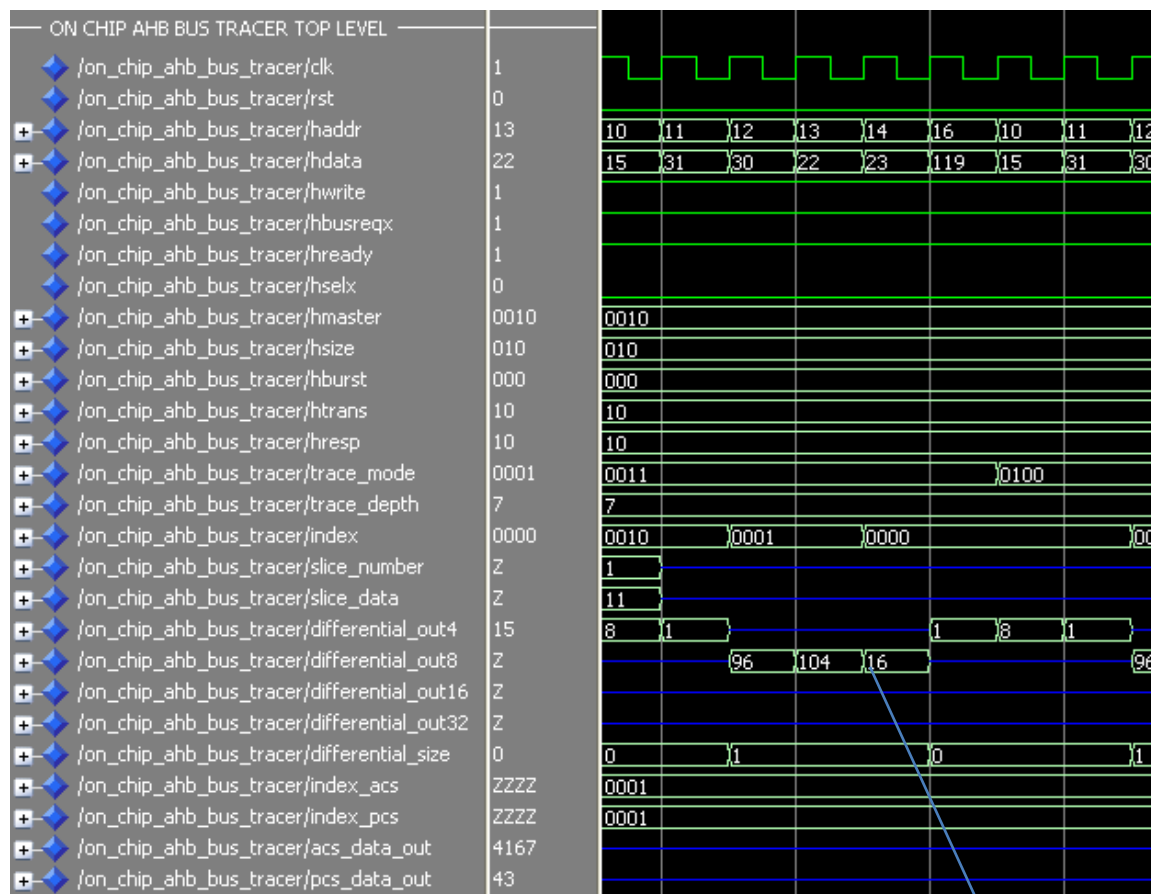 ON CHIP AHB BUS TRACER TOP LEVEL
/on_chip_ahb_bus_tracer/clk 1
/on_chip_ahb_bus_tracer/rst 0
/on_chip_ahb_bus_tracer/haddr 13 10 11 12 13 14 16 10 11 12
/on_chip_ahb_bus_tracer/hdata 22 15 31 30 22 23 119 15 31 30
/on_chip_ahb_bus_tracer/hwrite 1
/on_chip_ahb_bus_tracer/hbusreqx 1
/on_chip_ahb_bus_tracer/hready 1
/on_chip_ahb_bus_tracer/hselx 0
/on_chip_ahb_bus_tracer/hmaster 0010 0010
/on_chip_ahb_bus_tracer/hsize 010 010
/on_chip_ahb_bus_tracer/hburst 000 000
/on_chip_ahb_bus_tracer/htrans 10 10
/on_chip_ahb_bus_tracer/hresp 10 10
/on_chip_ahb_bus_tracer/trace_mode 0001 0011 0100
/on_chip_ahb_bus_tracer/trace_depth 7 7
/on_chip_ahb_bus_tracer/index 0000 0010 0001 0000 00
/on_chip_ahb_bus_tracer/slice_number Z 1
/on_chip_ahb_bus_tracer/slice_data Z 11
/on_chip_ahb_bus_tracer/differential_out4 15 8 1 1 8 1
/on_chip_ahb_bus_tracer/differential_out8 Z 96 104 16 96
/on_chip_ahb_bus_tracer/differential_out16 Z
/on_chip_ahb_bus_tracer/differential_out32 Z
/on_chip_ahb_bus_tracer/differential_size 0 0 1 0 1
/on_chip_ahb_bus_tracer/index_acs ZZZZ 0001
/on_chip_ahb_bus_tracer/index_pcs ZZZZ 0001
/on_chip_ahb_bus_tracer/acs_data_out 4167
/on_chip_ahb_bus_tracer/pcs_data_out 43